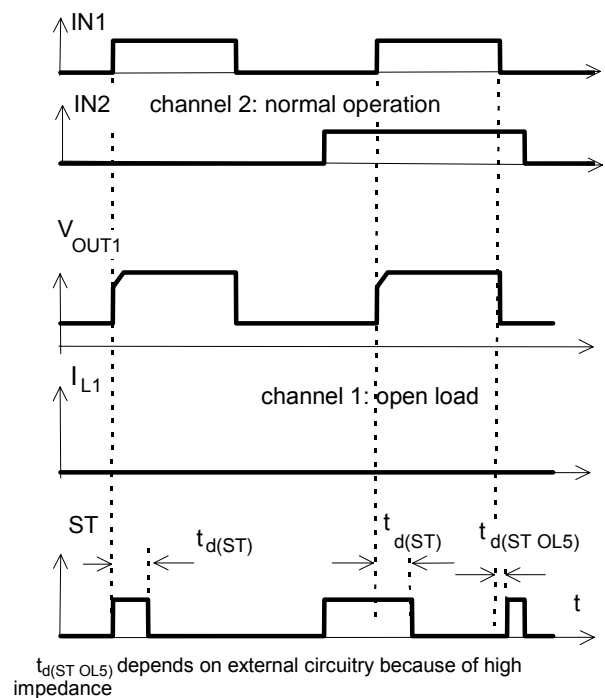 IN1
IN2
channel 2: normal operation
VOUT1
IL1
channel 1: open load
ST
td(ST)
td(ST)
td(ST OL5)
t
td(ST OL5) depends on external circuitry because of high
impedance